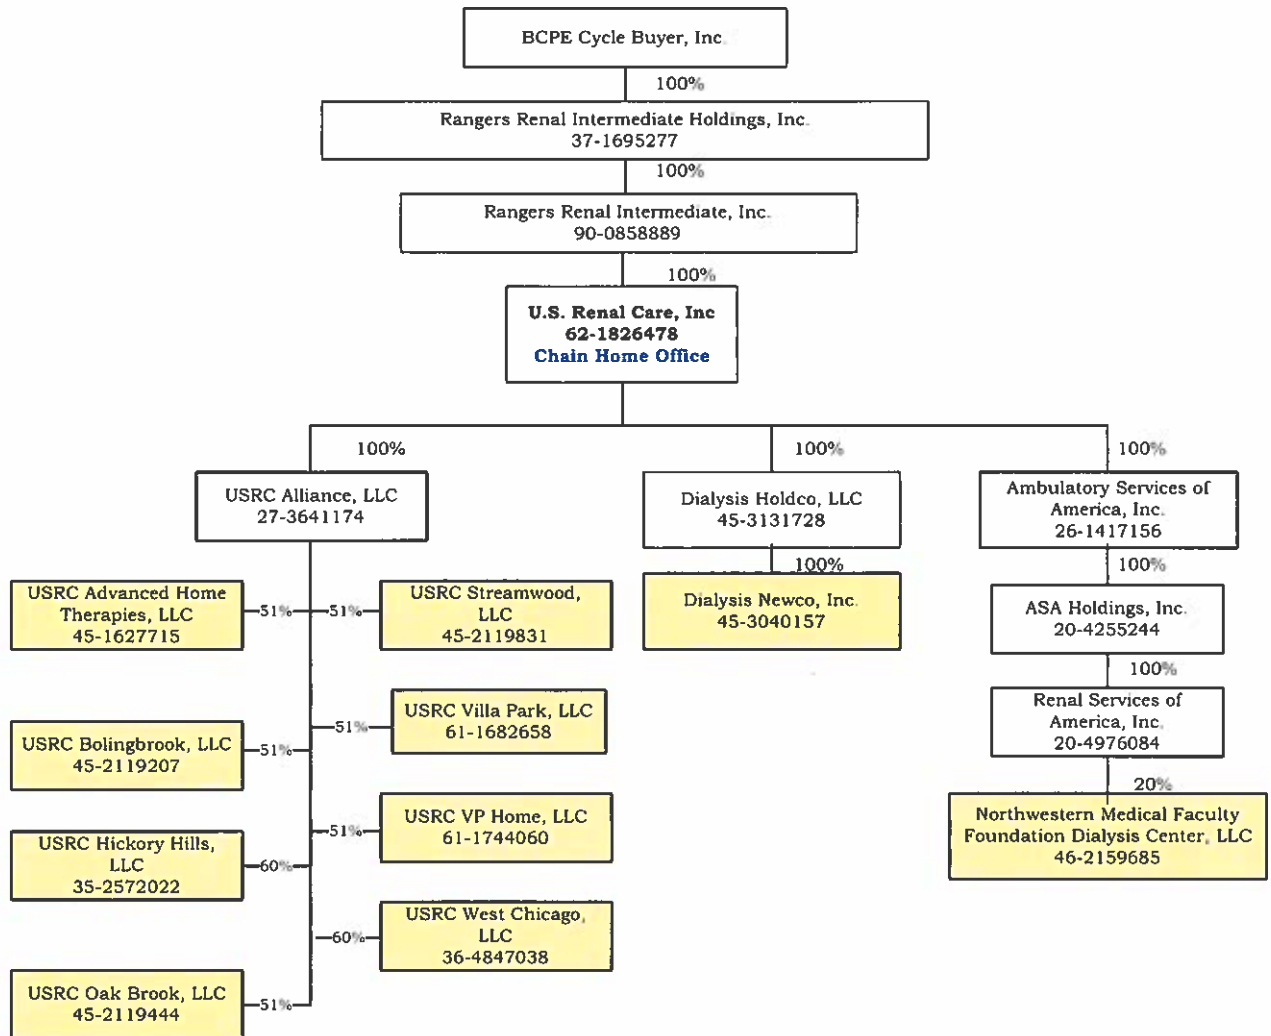 BCPE Cycle Buyer, Inc.
100%
Rangers Renal Intermediate Holdings, Inc.
37-1695277
100%
Rangers Renal Intermediate, Inc.
90-0858889
100%
U.S. Renal Care, Inc
62-1826478
Chain Home Office
100%
100%
100%
USRC Alliance, LLC
27-3641174
Dialysis Holdco, LLC
45-3131728
Ambulatory Services of
America, Inc.
26-1417156
100%
100%
USRC Advanced Home
Therapies, LLC
45-1627715
51%
51%
USRC Streamwood,
LLC
45-2119831
Dialysis Newco, Inc.
45-3040157
ASA Holdings, Inc.
20-4255244
100%
USRC Bolingbrook, LLC
45-2119207
51%
51%
USRC Villa Park, LLC
61-1682658
Renal Services of
America, Inc.
20-4976084
20%
USRC Hickory Hills,
LLC
35-2572022
60%
51%
USRC VP Home, LLC
61-1744060
Northwestern Medical Faculty
Foundation Dialysis Center, LLC
46-2159685
60%
USRC West Chicago,
LLC
36-4847038
USRC Oak Brook, LLC
45-2119444
51%